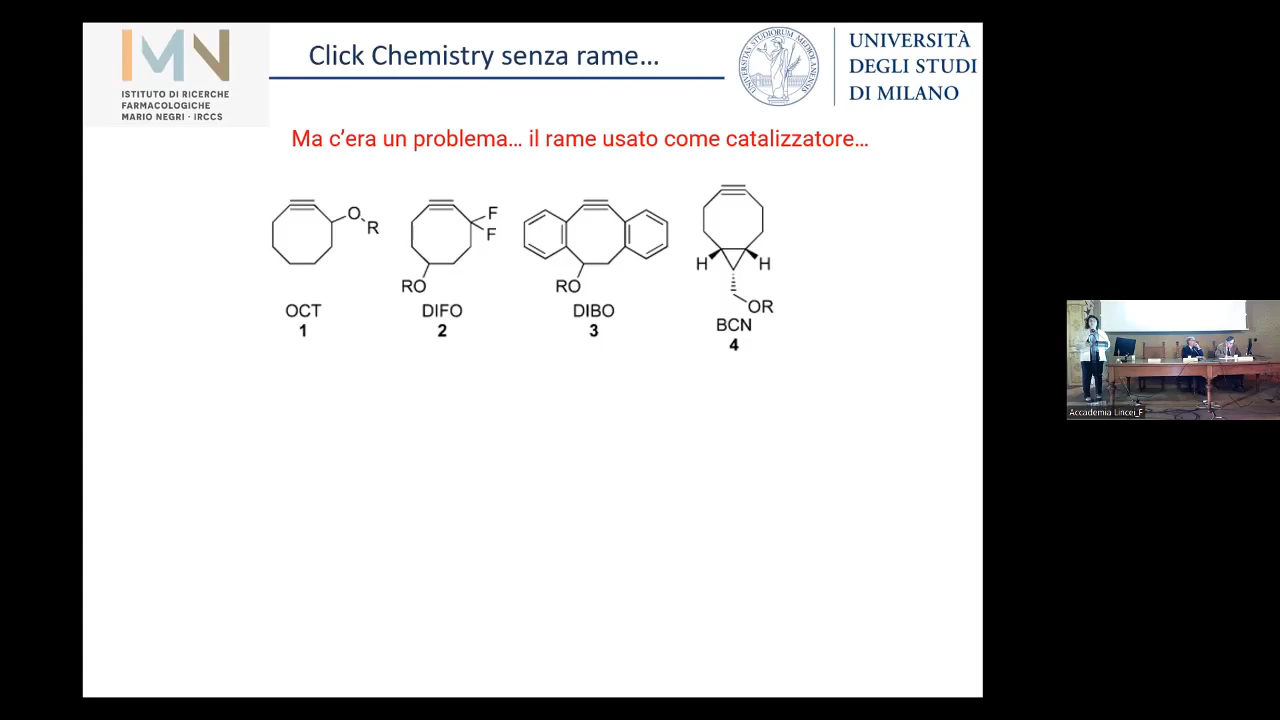 IMN
ISTITUTO DI RICERCHE
FARMACOLOGICHE
MARIO NEGRI · IRCCS
Click Chemistry senza rame…
UNIVERSITÀ
DEGLI STUDI
DI MILANO
Ma c'era un problema… il rame usato come catalizzatore…
O
R
F
F
RO
RO
H
H
OR
OCT
1
DIFO
2
DIBO
3
BCN
4
Accademia Lincei_F